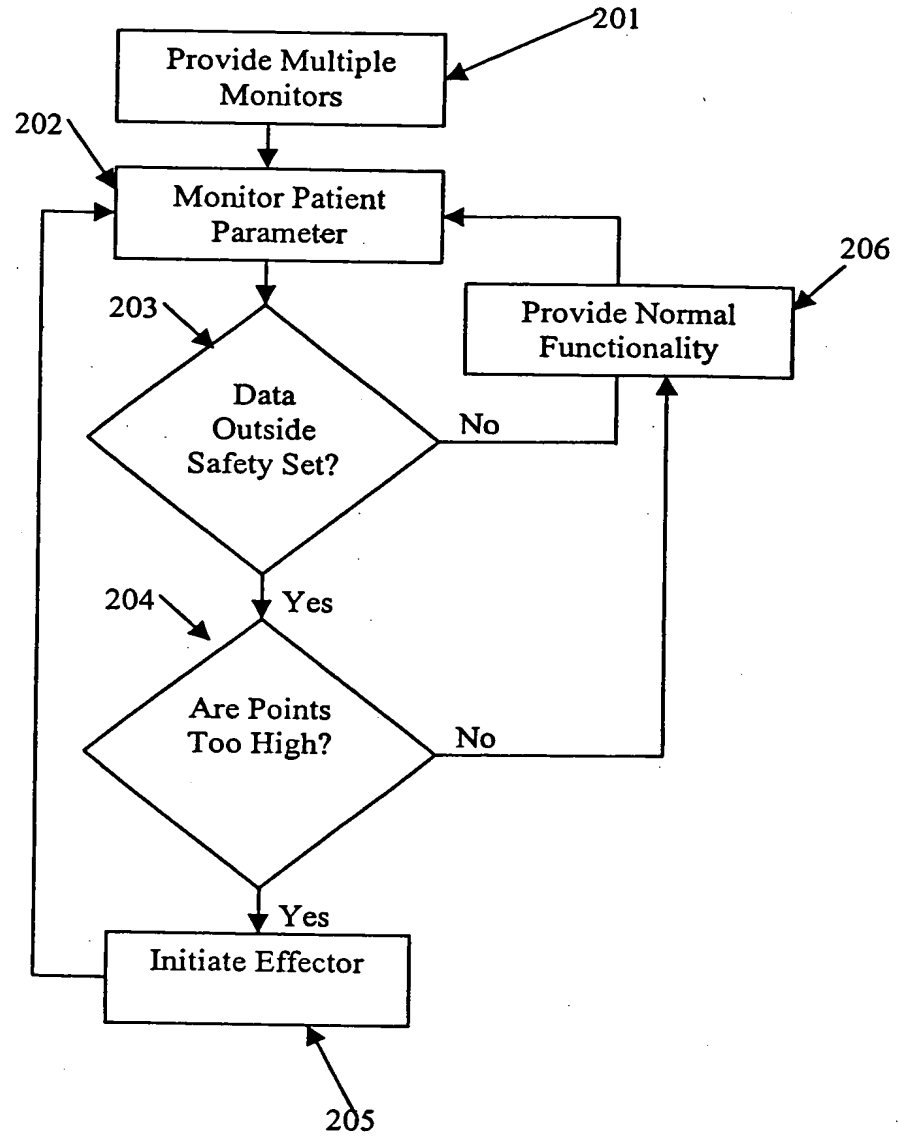 201
Provide Multiple
Monitors
202
Monitor Patient
Parameter
206
203
Provide Normal
Functionality
Data
Outside
Safety Set?
No
204
Yes
Are Points
Too High?
No
Yes
Initiate Effector
205